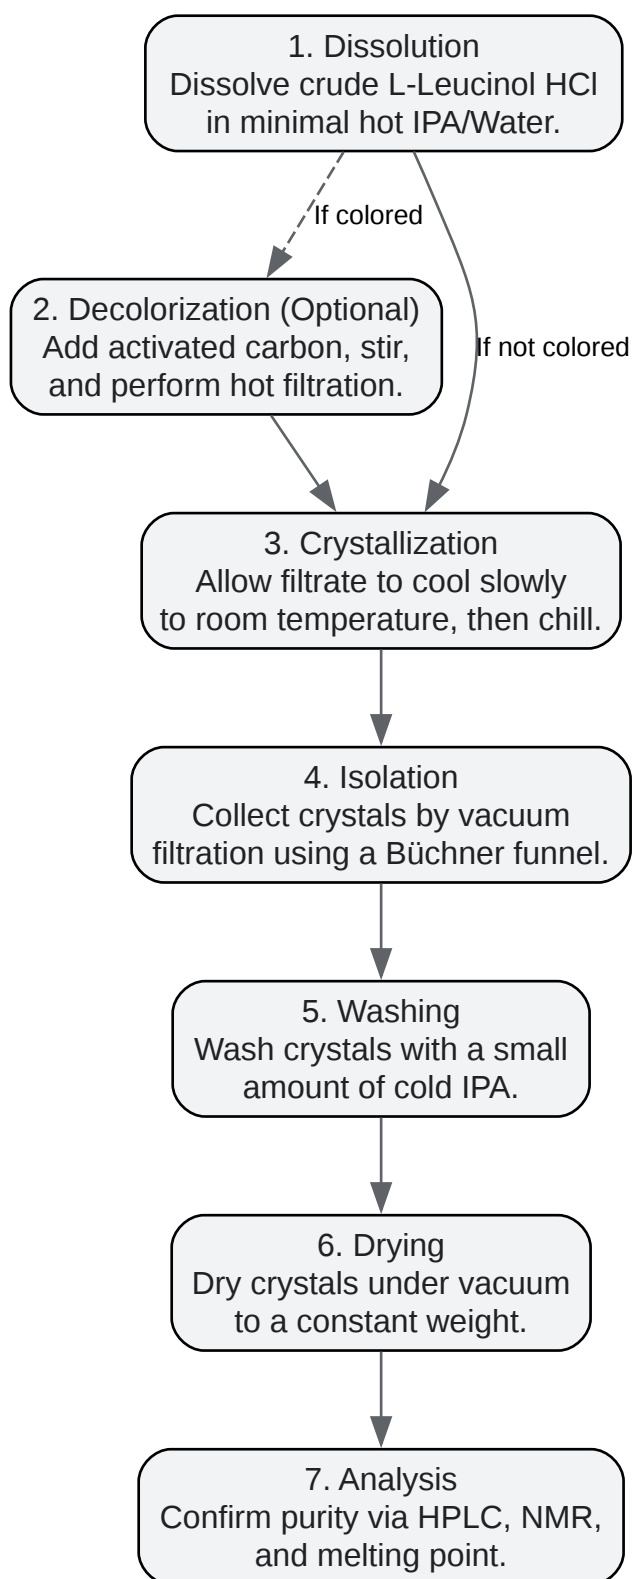 1. Dissolution
Dissolve crude L-Leucinol HCl
in minimal hot IPA/Water.
If colored
2. Decolorization (Optional)
Add activated carbon, stir,
and perform hot filtration.
If not colored
3. Crystallization
Allow filtrate to cool slowly
to room temperature, then chill.
4. Isolation
Collect crystals by vacuum
filtration using a Büchner funnel.
5. Washing
Wash crystals with a small
amount of cold IPA.
6. Drying
Dry crystals under vacuum
to a constant weight.
7. Analysis
Confirm purity via HPLC, NMR,
and melting point.